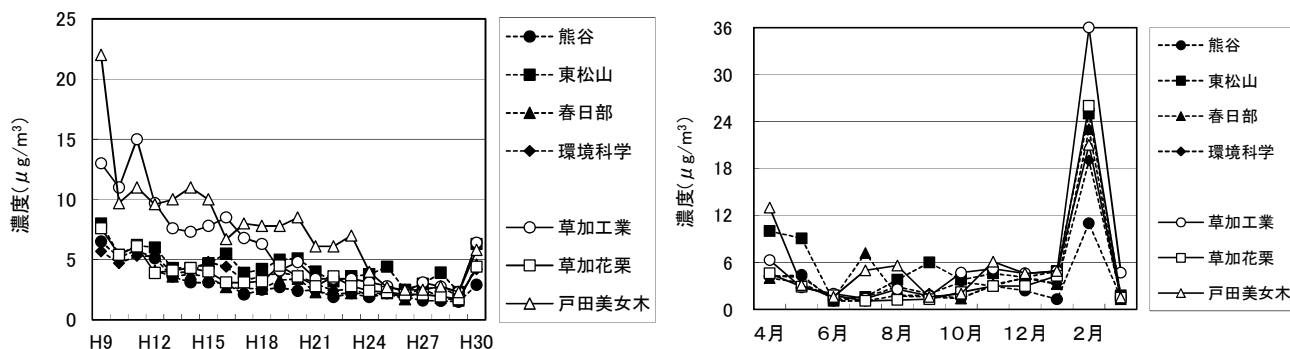 25
20
15
10
5
0
濃度(μg/m³)
H9 H12 H15 H18 H21 H24 H27 H30
熊谷
東松山
春日部
環境科学
草加工業
草加花栗
戸田美女木
36
30
24
18
12
6
0
濃度(μg/m³)
4月 6月 8月 10月 12月 2月
熊谷
東松山
春日部
環境科学
草加工業
草加花栗
戸田美女木